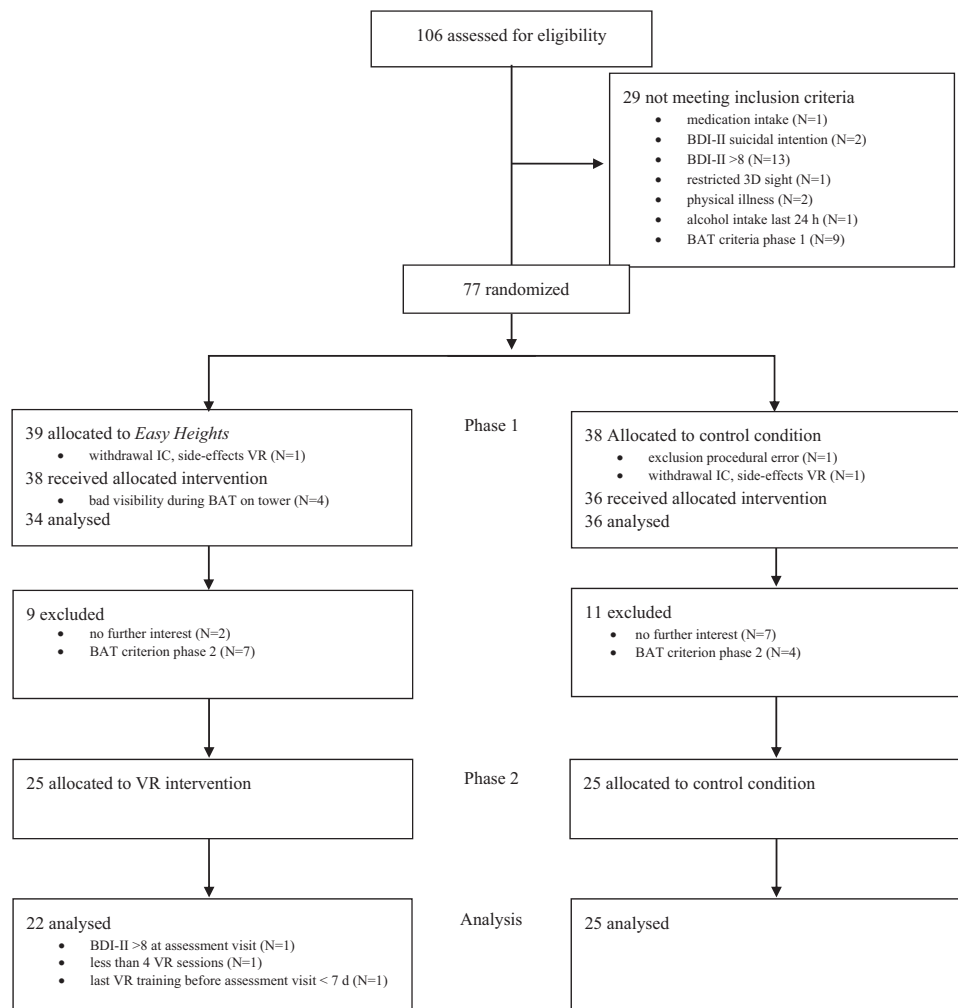 106 assessed for eligibility
29 not meeting inclusion criteria
• medication intake (N=1)
• BDI-II suicidal intention (N=2)
• BDI-II >8 (N=13)
• restricted 3D sight (N=1)
• physical illness (N=2)
• alcohol intake last 24 h (N=1)
• BAT criteria phase 1 (N=9)
77 randomized
Phase 1
39 allocated to Easy Heights
• withdrawal IC, side-effects VR (N=1)
38 received allocated intervention
• bad visibility during BAT on tower (N=4)
34 analysed
38 Allocated to control condition
• exclusion procedural error (N=1)
• withdrawal IC, side-effects VR (N=1)
36 received allocated intervention
36 analysed
9 excluded
• no further interest (N=2)
• BAT criterion phase 2 (N=7)
11 excluded
• no further interest (N=7)
• BAT criterion phase 2 (N=4)
Phase 2
25 allocated to VR intervention
25 allocated to control condition
Analysis
22 analysed
• BDI-II >8 at assessment visit (N=1)
• less than 4 VR sessions (N=1)
• last VR training before assessment visit < 7 d (N=1)
25 analysed